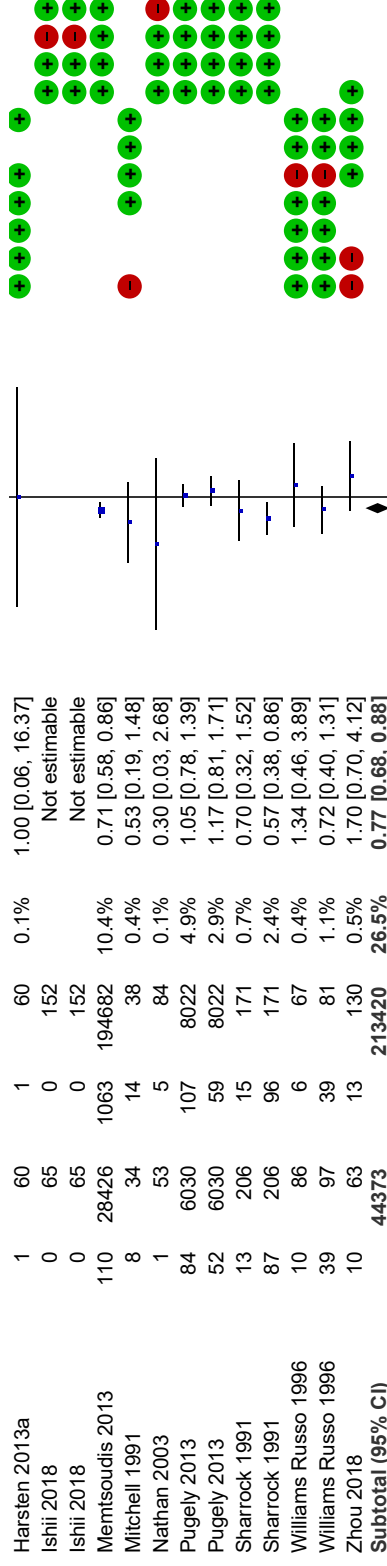 Harsten 2013a 1 60 1 60 0.1% 1.00 [0.06, 16.37]
Ishii 2018 0 65 0 152 Not estimable
Ishii 2018 0 65 0 152 Not estimable
Memtsoudis 2013 110 28426 1063 194682 10.4% 0.71 [0.58, 0.86]
Mitchell 1991 8 34 14 38 0.4% 0.53 [0.19, 1.48]
Nathan 2003 1 53 5 84 0.1% 0.30 [0.03, 2.68]
Pugely 2013 84 6030 107 8022 4.9% 1.05 [0.78, 1.39]
Pugely 2013 52 6030 59 8022 2.9% 1.17 [0.81, 1.71]
Sharrock 1991 13 206 15 171 0.7% 0.70 [0.32, 1.52]
Sharrock 1991 87 206 96 171 2.4% 0.57 [0.38, 0.86]
Williams Russo 1996 10 86 6 67 0.4% 1.34 [0.46, 3.89]
Williams Russo 1996 39 97 39 81 1.1% 0.72 [0.40, 1.31]
Zhou 2018 10 63 13 130 0.5% 1.70 [0.70, 4.12]
Subtotal (95% CI) 44373 213420 26.5% 0.77 [0.68, 0.88]